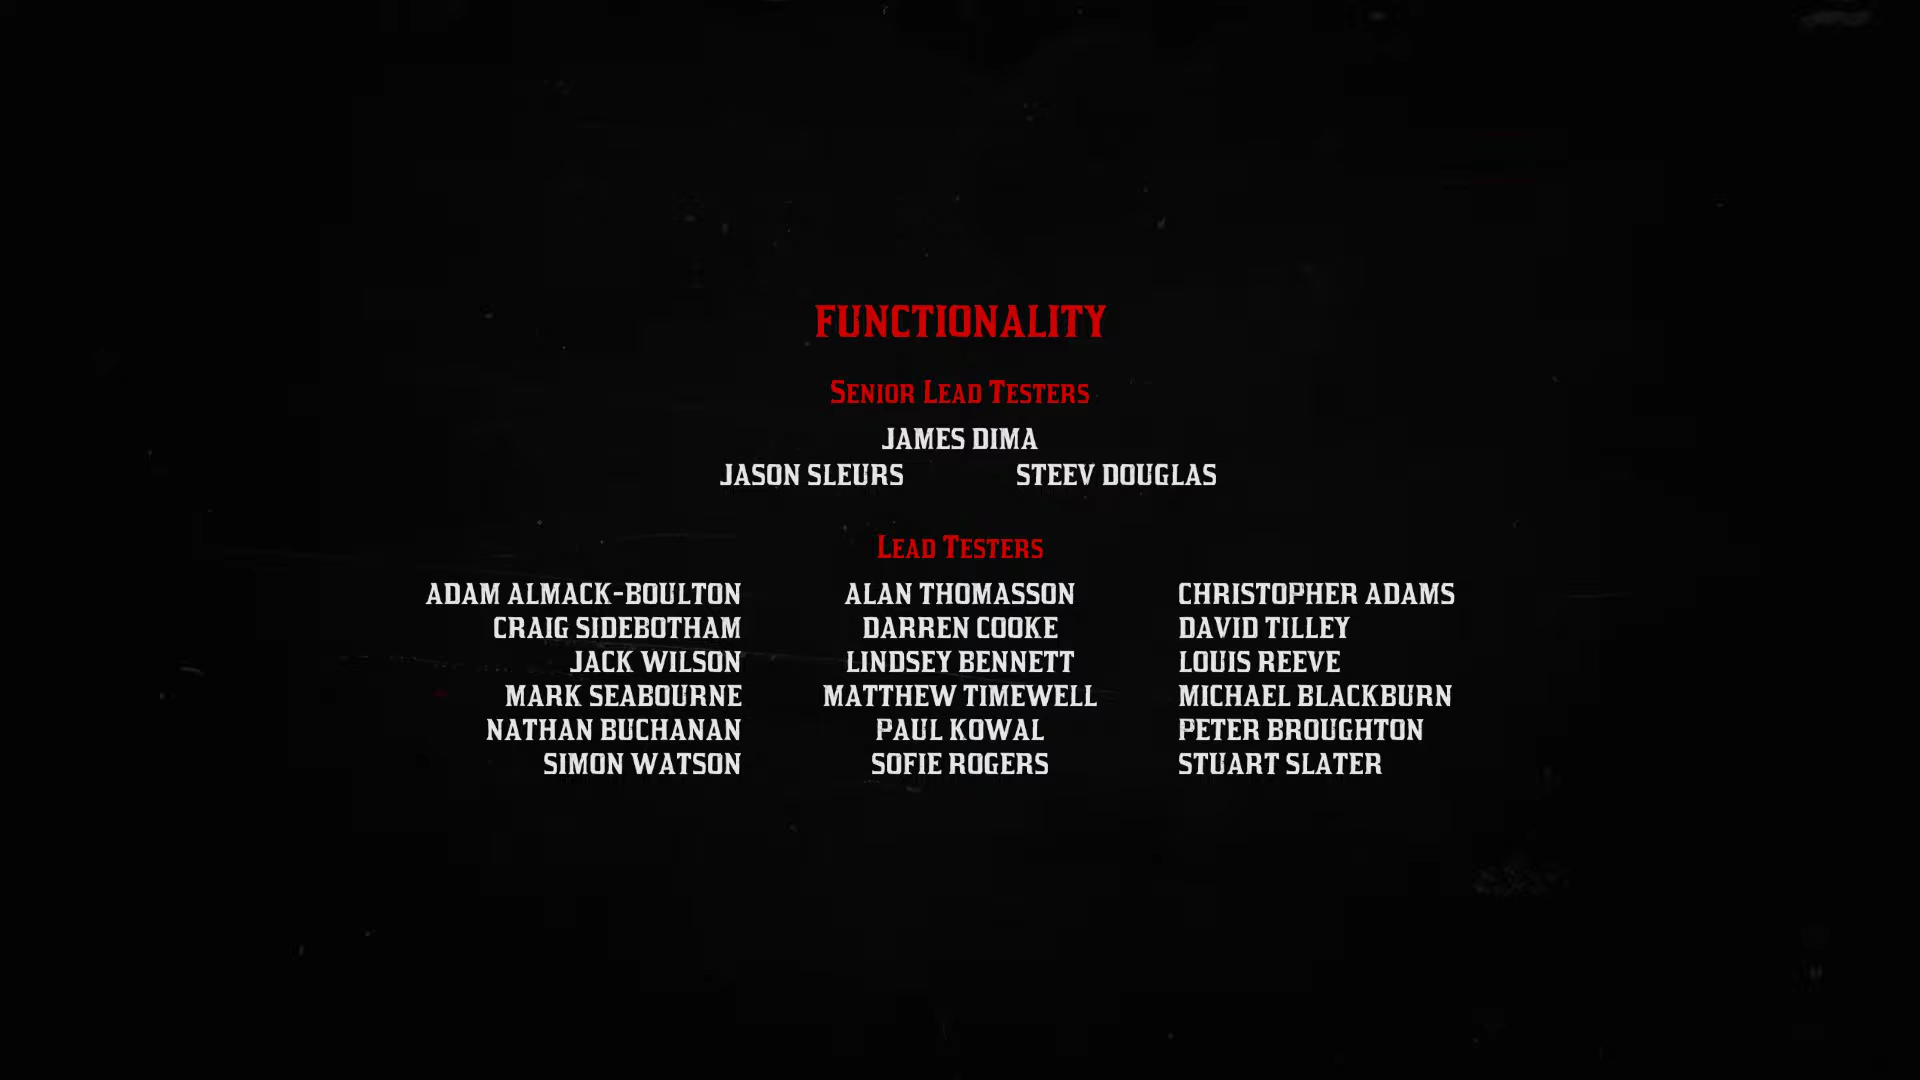 FUNCTIONALITY
SENIOR LEAD TESTERS
JAMES DIMA
JASON SLEURS STEEV DOUGLAS
LEAD TESTERS
ADAM ALMACK-BOULTON ALAN THOMASSON CHRISTOPHER ADAMS
CRAIG SIDEBOTHAM DARREN COOKE DAVID TILLEY
JACK WILSON LINDSEY BENNETT LOUIS REEVE
MARK SEABOURNE MATTHEW TIMEWELL MICHAEL BLACKBURN
NATHAN BUCHANAN PAUL KOWAL PETER BROUGHTON
SIMON WATSON SOFIE ROGERS STUART SLATER